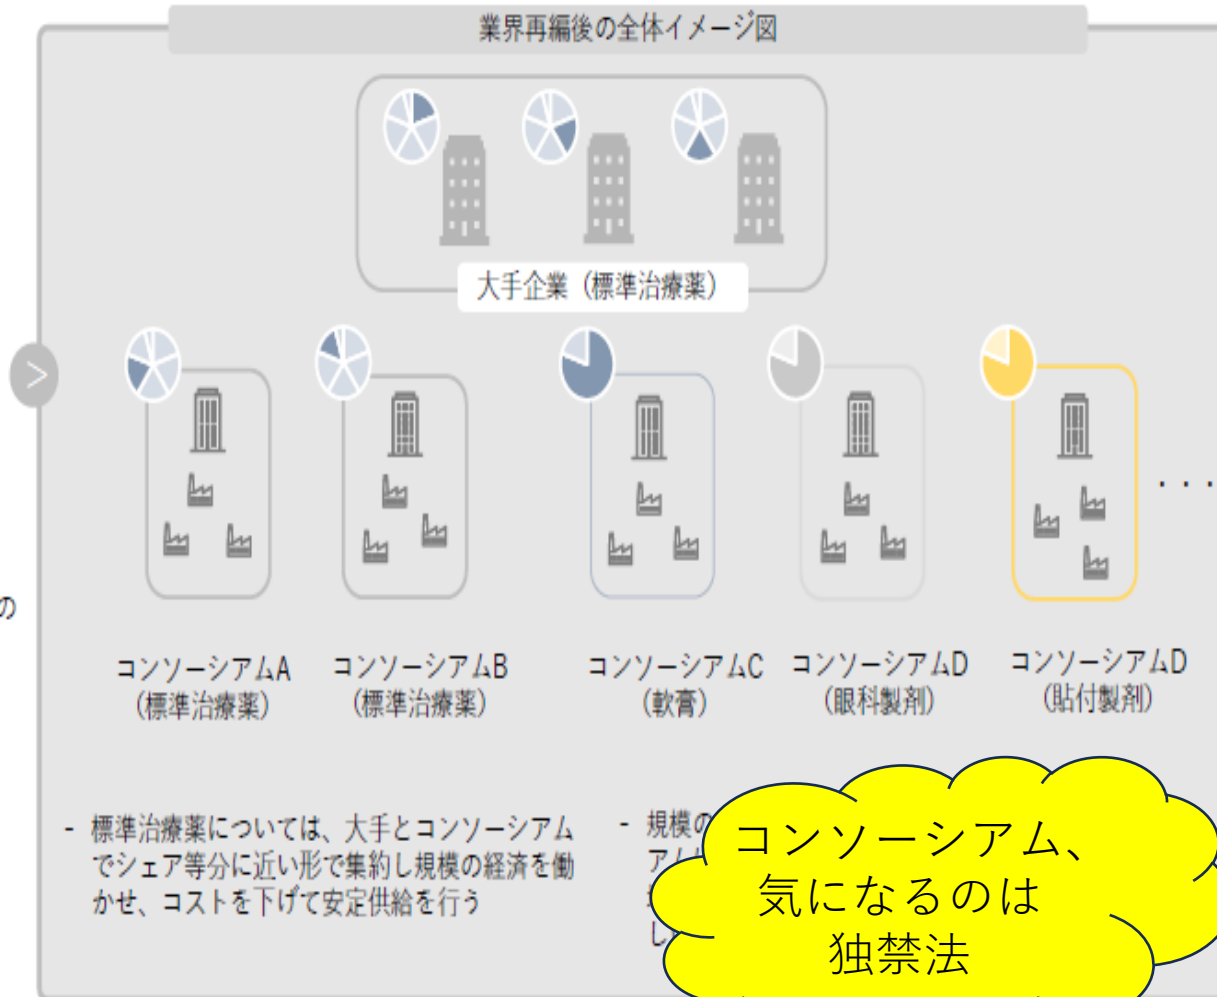 業界再編後の全体イメージ図
大手企業（標準治療薬）
>
の
コンソーシアムA
（標準治療薬）
コンソーシアムB
（標準治療薬）
コンソーシアムC
（軟膏）
コンソーシアムD
（眼科製剤）
コンソーシアムD
（貼付製剤）
・・・
- 標準治療薬については、大手とコンソーシアム
でシェア等分に近い形で集約し規模の経済を働
かせ、コストを下げて安定供給を行う
- 規模の
コンソーシアム、
気になるのは
独禁法